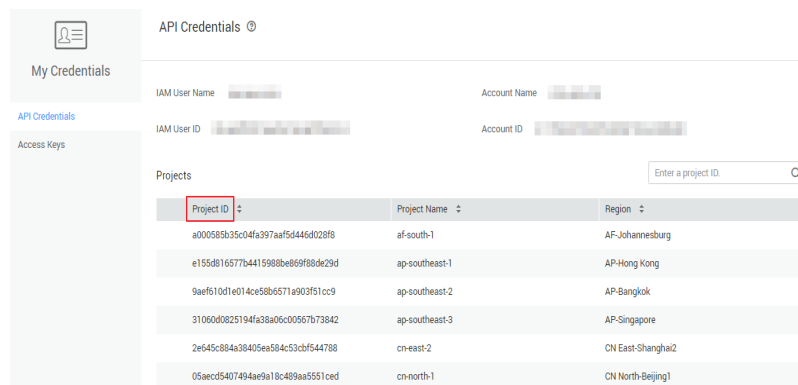 API Credentials
My Credentials
API Credentials
Access Keys
IAM User Name
Account Name
IAM User ID
Account ID
Projects
Enter a project ID.
Project ID Project Name Region
a000585b35c04fa397aaf5d446d028f8 af-south-1 AF-Johannesburg
e155d816577b4415988be869f88de29d ap-southeast-1 AP-Hong Kong
9aef610d1e014ce58b6571a903f51cc9 ap-southeast-2 AP-Bangkok
31060d0825194fa38a06c00567b73842 ap-southeast-3 AP-Singapore
2e645c884a38405ea584c53cbf544788 cn-east-2 CN East-Shanghai2
05aecd5407494ae9a18c489aa5551ced cn-north-1 CN North-Beijing1